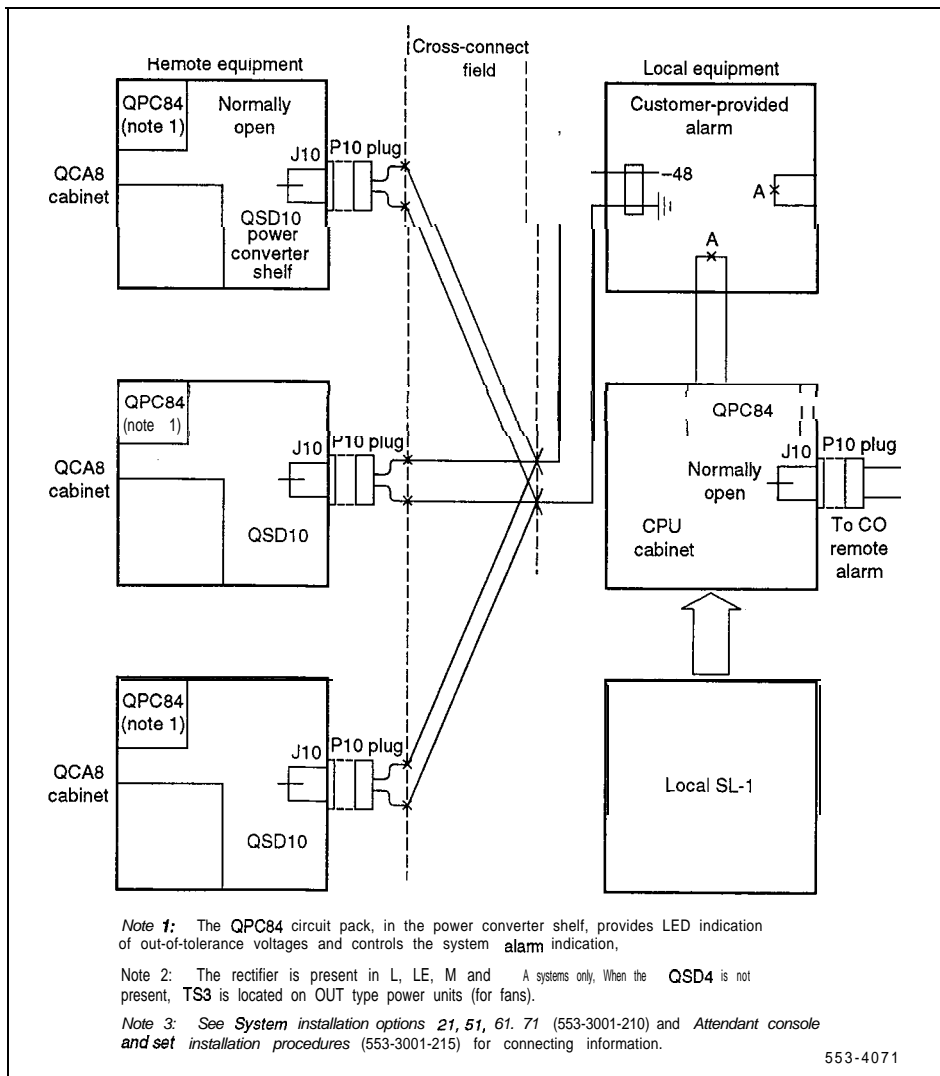 Cross-connect
field
Remote equipment
Local equipment
QPC84
(note 1)
Normally
open
J10
P10 plug
QCA8
cabinet
QSD10
power
converter
shelf
Customer-provided
alarm
–48
A
A
QPC84
(note 1)
J10
P10 plug
QCA8
cabinet
QSD10
QPC84
J10
P10 plug
Normally
open
CPU
cabinet
To CO
remote
alarm
QPC84
(note 1)
J10
P10 plug
QCA8
cabinet
QSD10
Local SL-1
Note 1: The QPC84 circuit pack, in the power converter shelf, provides LED indication
of out-of-tolerance voltages and controls the system alarm indication,
Note 2: The rectifier is present in L, LE, M and A systems only, When the QSD4 is not
present, TS3 is located on OUT type power units (for fans).
Note 3: See System installation options 21, 51, 61. 71 (553-3001-210) and Attendant console
and set installation procedures (553-3001-215) for connecting information.
553-4071